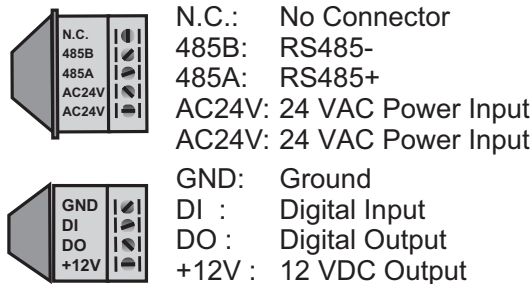 N.C.
485B
485A
AC24V
AC24V
N.C.: No Connector
485B: RS485-
485A: RS485+
AC24V: 24 VAC Power Input
AC24V: 24 VAC Power Input
GND
DI
DO
+12V
GND: Ground
DI : Digital Input
DO : Digital Output
+12V : 12 VDC Output